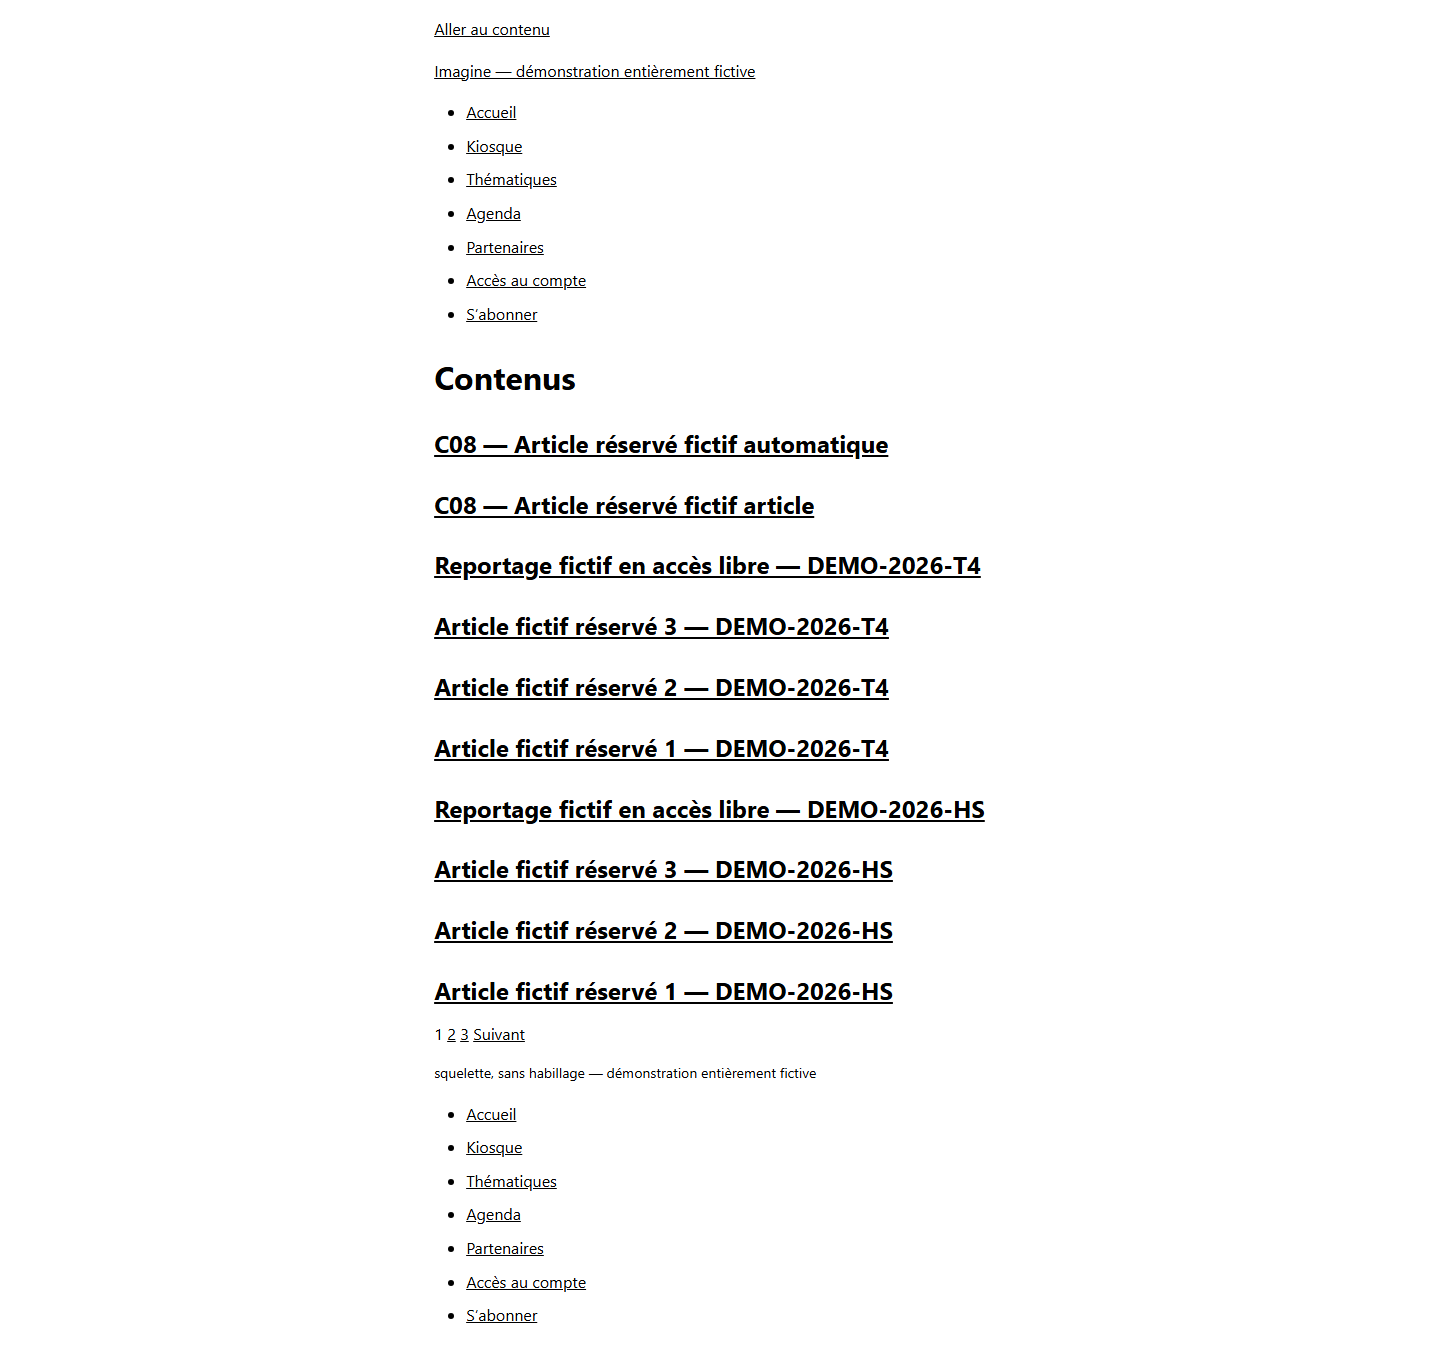 Aller au contenu
Imagine — démonstration entièrement fictive
Accueil
Kiosque
Thématiques
Agenda
Partenaires
Accès au compte
S’abonner
Contenus
C08 — Article réservé fictif automatique
C08 — Article réservé fictif article
Reportage fictif en accès libre — DEMO-2026-T4
Article fictif réservé 3 — DEMO-2026-T4
Article fictif réservé 2 — DEMO-2026-T4
Article fictif réservé 1 — DEMO-2026-T4
Reportage fictif en accès libre — DEMO-2026-HS
Article fictif réservé 3 — DEMO-2026-HS
Article fictif réservé 2 — DEMO-2026-HS
Article fictif réservé 1 — DEMO-2026-HS
1 2 3 Suivant
squelette, sans habillage — démonstration entièrement fictive
Accueil
Kiosque
Thématiques
Agenda
Partenaires
Accès au compte
S’abonner